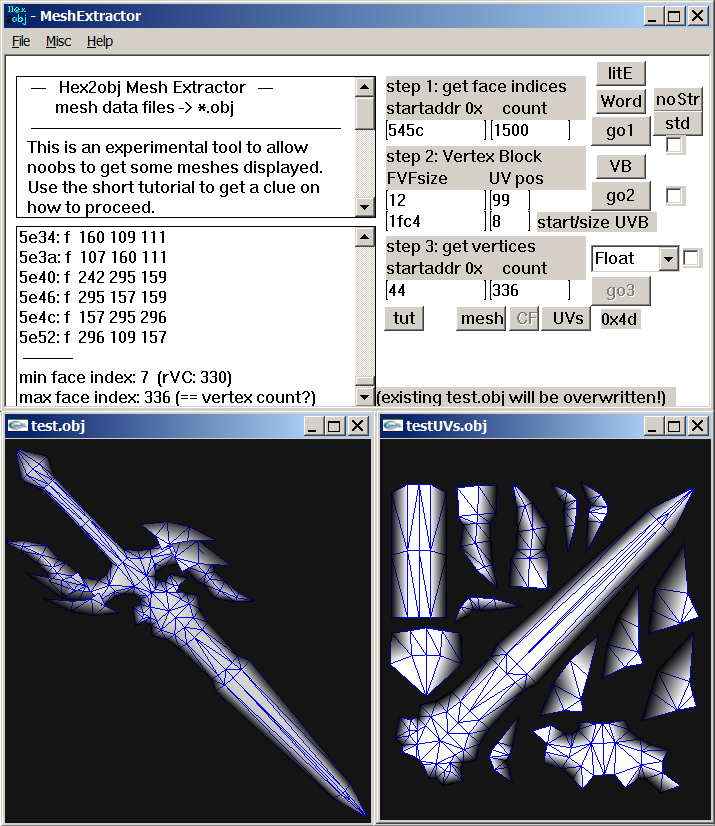 Hex
obj - MeshExtractor
File Misc Help
— Hex2obj Mesh Extractor —
mesh data files -> *.obj
This is an experimental tool to allow
noobs to get some meshes displayed.
Use the short tutorial to get a clue on
how to proceed.
5e34: f 160 109 111
5e3a: f 107 160 111
5e40: f 242 295 159
5e46: f 295 157 159
5e4c: f 157 295 296
5e52: f 296 109 157
min face index: 7 (rVC: 330)
max face index: 336 (== vertex count?)
step 1: get face indices
startaddr 0x count
545c 1500
litE
Word
noStr
go1
std
step 2: Vertex Block
FVFsize UV pos
12 99
1fc4 8 start/size UVB
VB
go2
step 3: get vertices
startaddr 0x count
44 336
Float
go3
tut mesh CF UVs 0x4d
(existing test.obj will be overwritten!)
test.obj
testUVs.obj